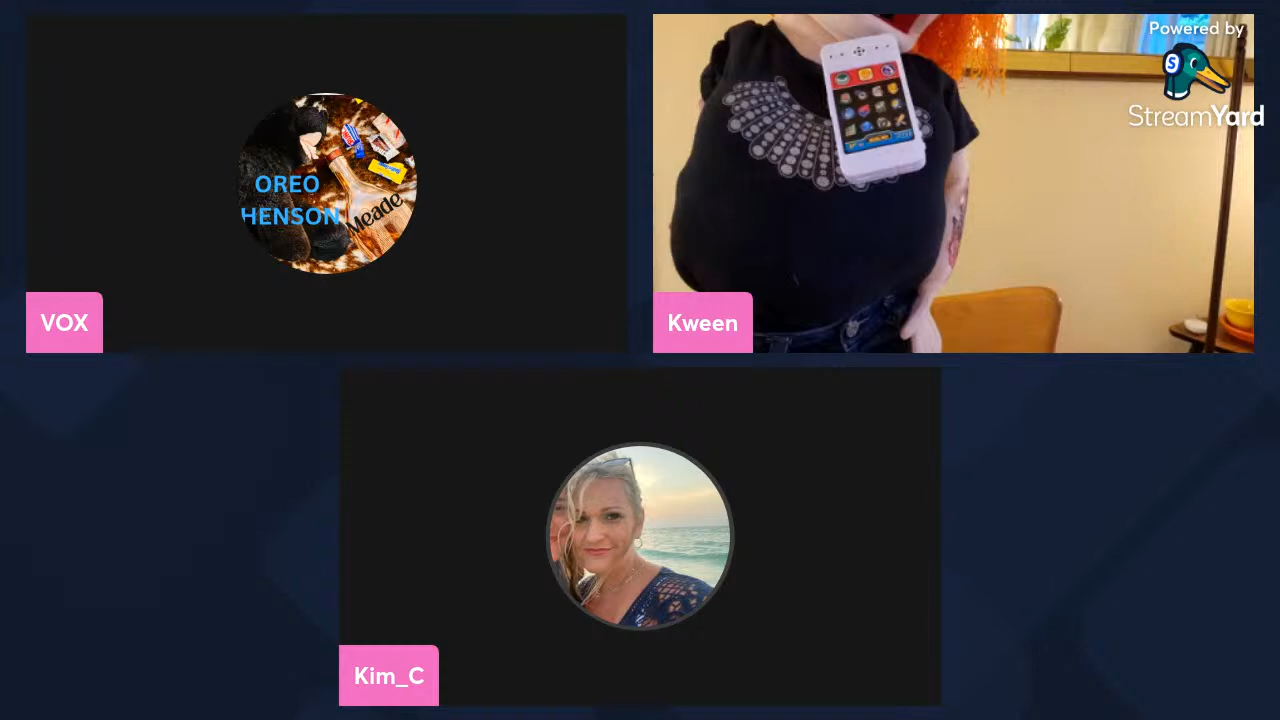 Powered by
StreamYard
OREO
HENSON
Meade
VOX
Kween
Kim_C